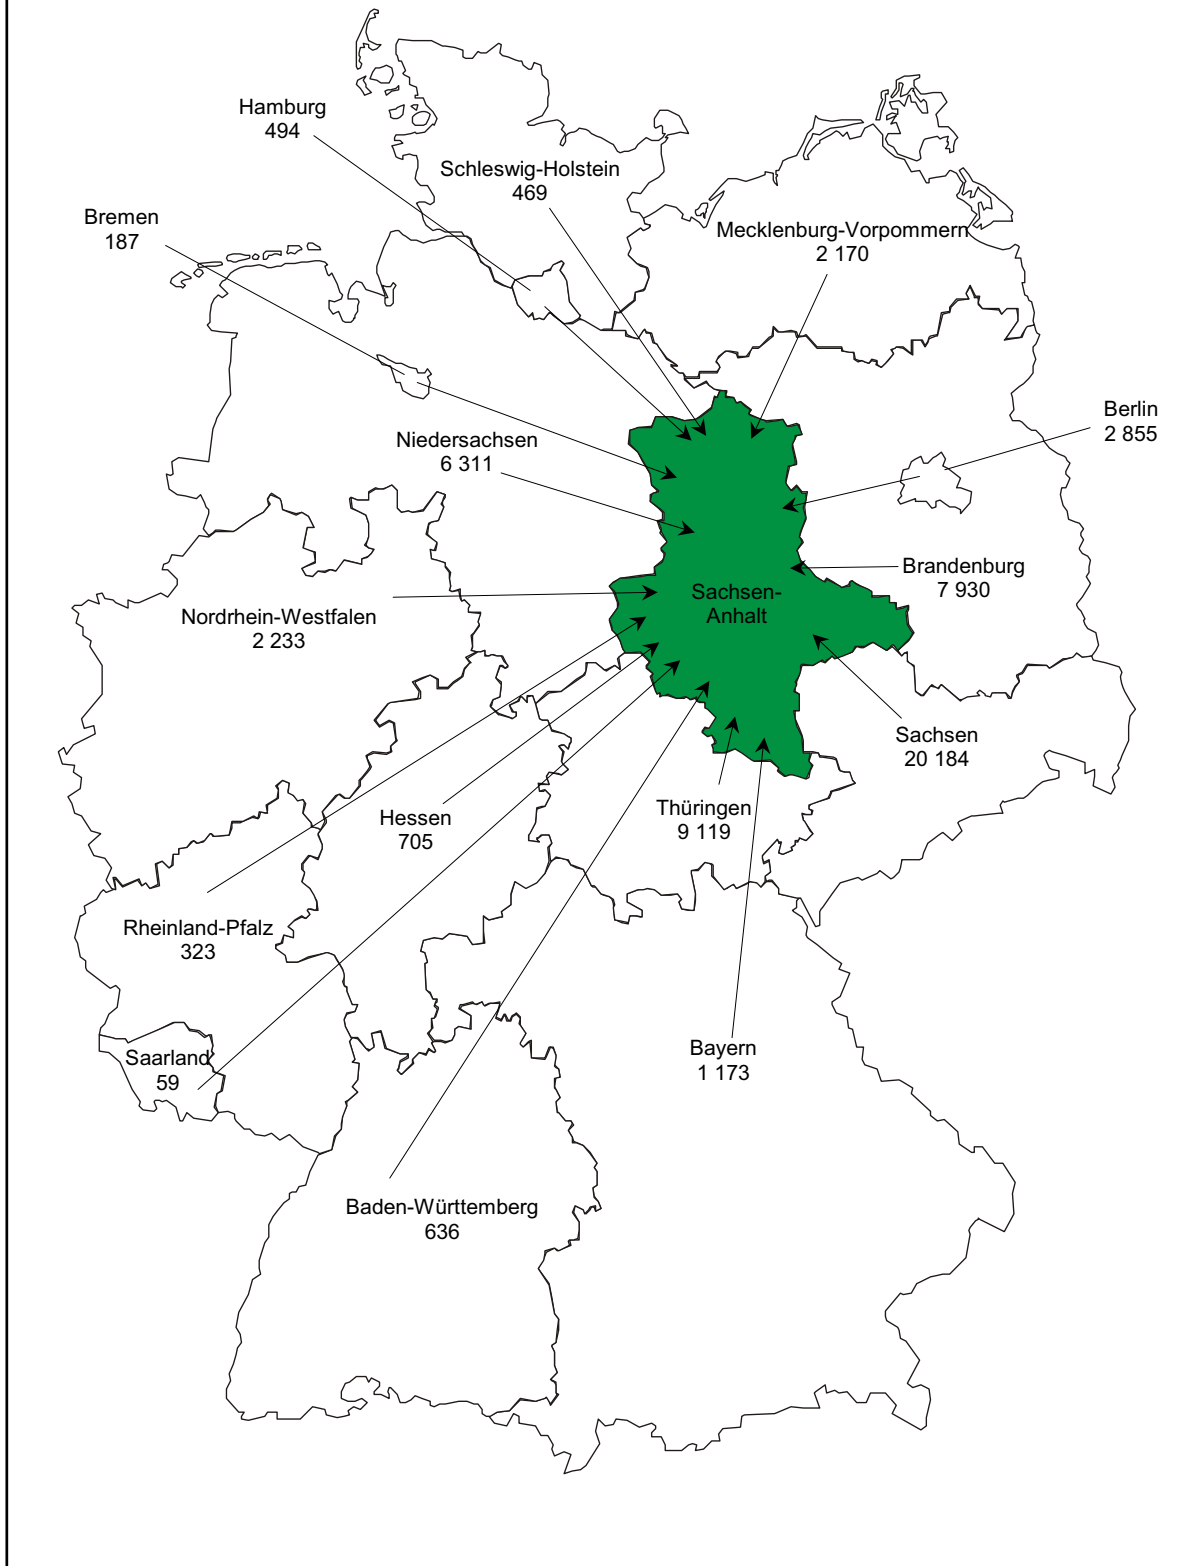 Hamburg
494
Schleswig-Holstein
469
Bremen
187
Mecklenburg-Vorpommern
2 170
Berlin
2 855
Niedersachsen
6 311
Brandenburg
7 930
Sachsen-
Anhalt
Nordrhein-Westfalen
2 233
Sachsen
20 184
Thüringen
9 119
Hessen
705
Rheinland-Pfalz
323
Saarland
59
Bayern
1 173
Baden-Württemberg
636